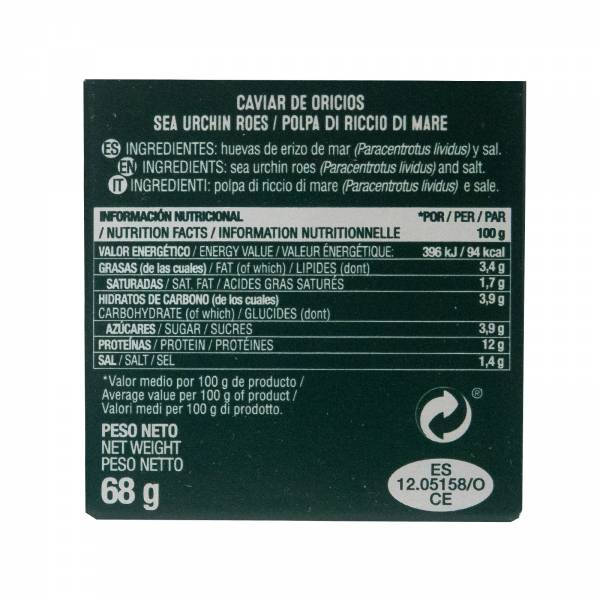 CAVIAR DE ORICIOS
SEA URCHIN ROES / POLPA DI RICCIO DI MARE
ES INGREDIENTES: huevas de erizo de mar (Paracentrotus lividus) y sal.
EN INGREDIENTS: sea urchin roes (Paracentrotus lividus) and salt.
IT INGREDIENTI: polpa di riccio di mare (Paracentrotus lividus) e sale.
INFORMACIÓN NUTRICIONAL *POR / PER / PAR
/ NUTRITION FACTS / INFORMATION NUTRITIONNELLE 100 g
VALOR ENERGÉTICO / ENERGY VALUE / VALEUR ÉNERGÉTIQUE: 396 kJ / 94 kcal
GRASAS (de las cuales) / FAT (of which) / LIPIDES (dont) 3,4 g
SATURADAS / SAT. FAT / ACIDES GRAS SATURÉS 1,7 g
HIDRATOS DE CARBONO (de los cuales) 3,9 g
CARBOHYDRATE (of which) / GLUCIDES (dont)
AZÚCARES / SUGAR / SUCRES 3,9 g
PROTEÍNAS / PROTEIN / PROTÉINES 12 g
SAL / SALT / SEL 1,4 g
*Valor medio por 100 g de producto /
Average value per 100 g of product /
Valori medi per 100 g di prodotto.
PESO NETO
NET WEIGHT
PESO NETTO
68 g
®
ES
12.05158/O
CE